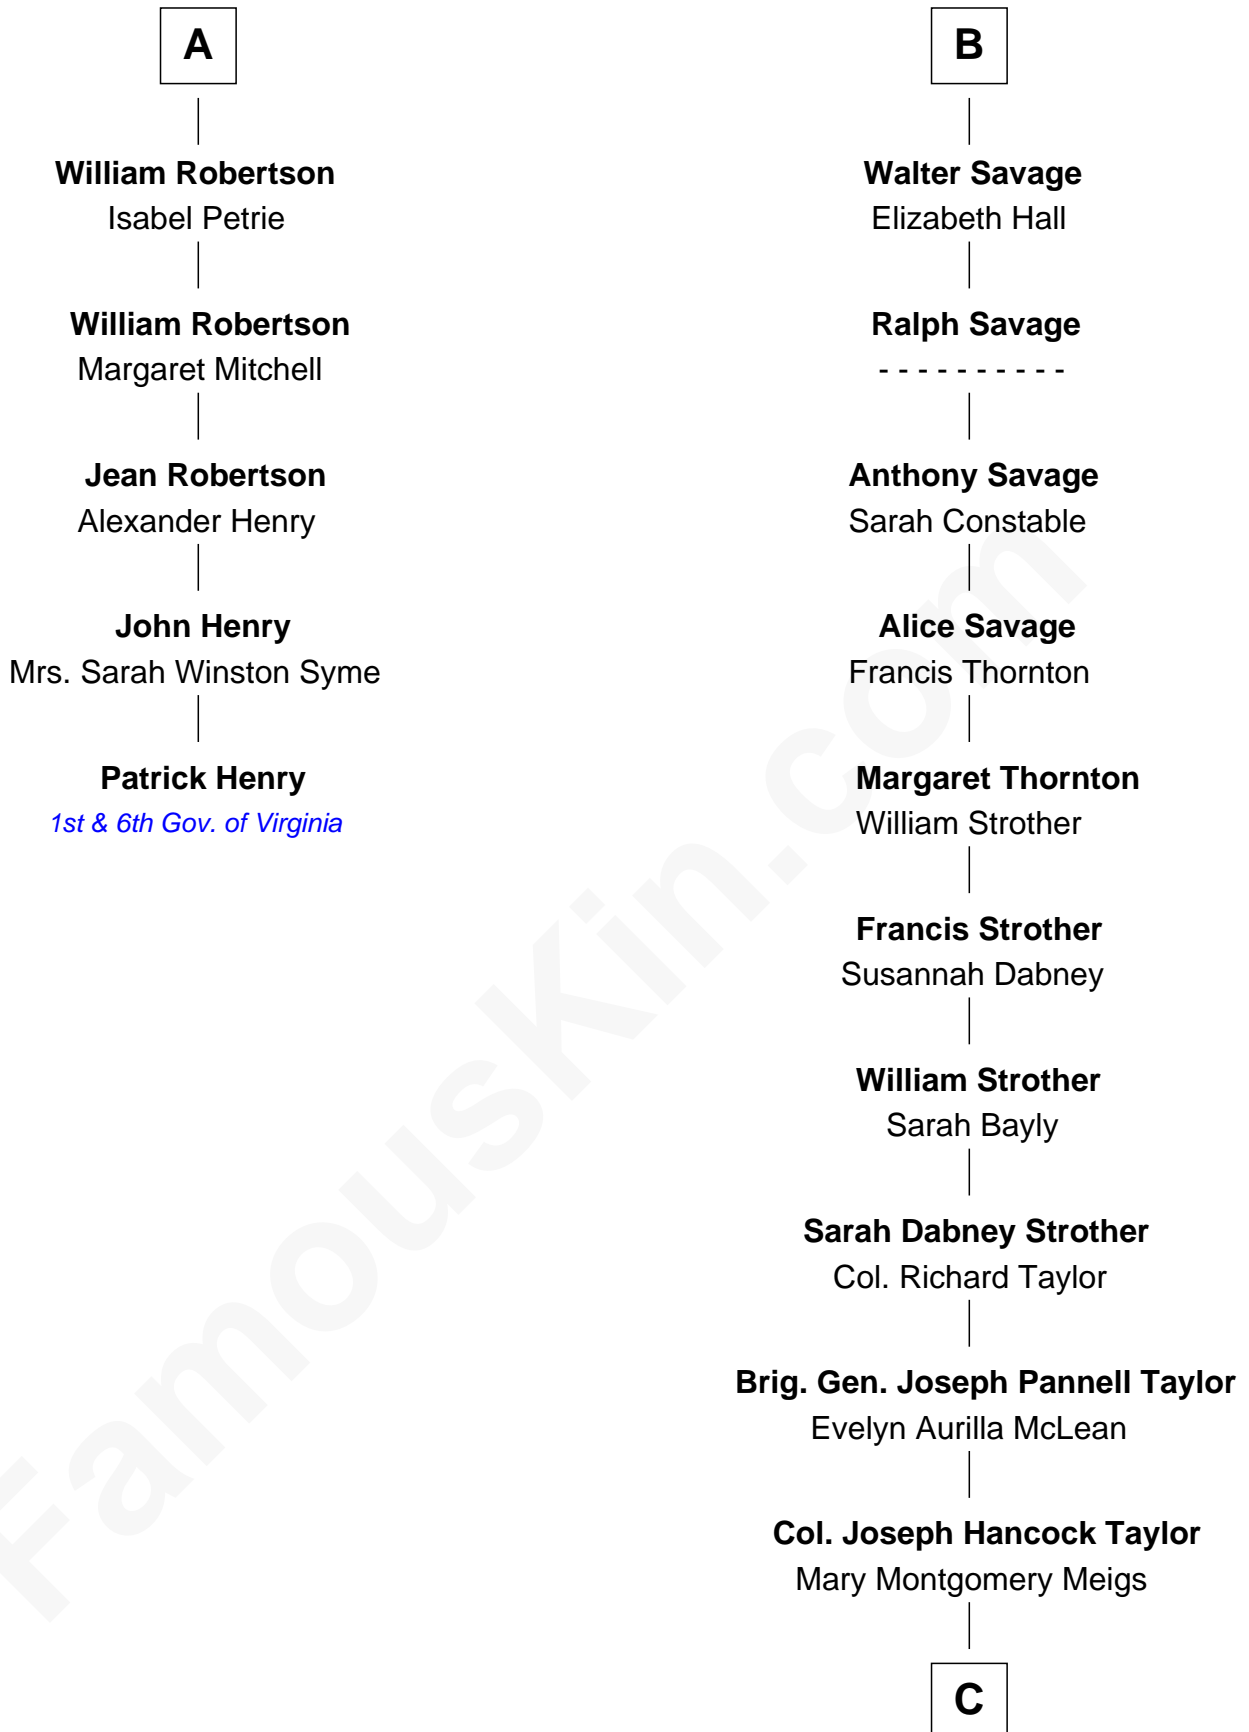 A
William Robertson
Isabel Petrie
William Robertson
Margaret Mitchell
Jean Robertson
Alexander Henry
John Henry
Mrs. Sarah Winston Syme
Patrick Henry
1st & 6th Gov. of Virginia
B
Walter Savage
Elizabeth Hall
Ralph Savage
- - - - - - - - - -
Anthony Savage
Sarah Constable
Alice Savage
Francis Thornton
Margaret Thornton
William Strother
Francis Strother
Susannah Dabney
William Strother
Sarah Bayly
Sarah Dabney Strother
Col. Richard Taylor
Brig. Gen. Joseph Pannell Taylor
Evelyn Aurilla McLean
Col. Joseph Hancock Taylor
Mary Montgomery Meigs
C
FamousKin.com